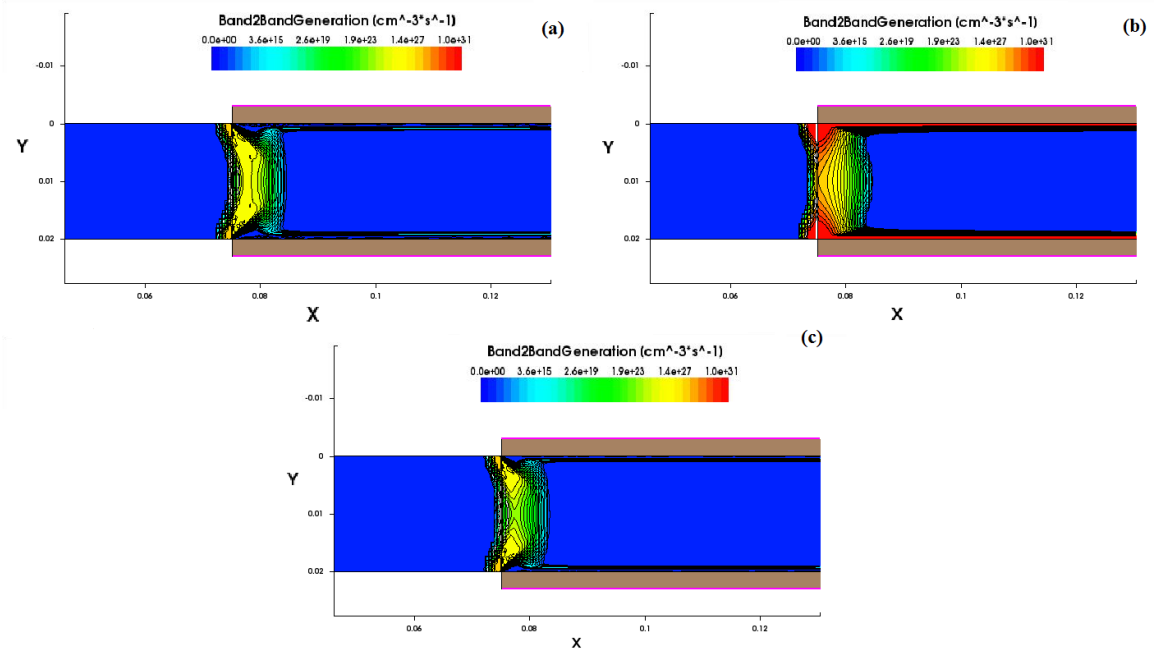 Band2BandGeneration (cm^-3*s^-1)
(a)
0.0e+00 3.6e+15 2.6e+19 1.9e+23 1.4e+27 1.0e+31
-0.01
0
Y
0.01
0.02
0.06 0.08 0.1 0.12
X
Band2BandGeneration (cm^-3*s^-1)
(b)
0.0e+00 3.6e+15 2.6e+19 1.9e+23 1.4e+27 1.0e+31
-0.01
0
Y
0.01
0.02
0.06 0.08 0.1 0.12
X
(c)
Band2BandGeneration (cm^-3*s^-1)
0.0e+00 3.6e+15 2.6e+19 1.9e+23 1.4e+27 1.0e+31
-0.01
0
Y
0.01
0.02
0.06 0.08 0.1 0.12
X